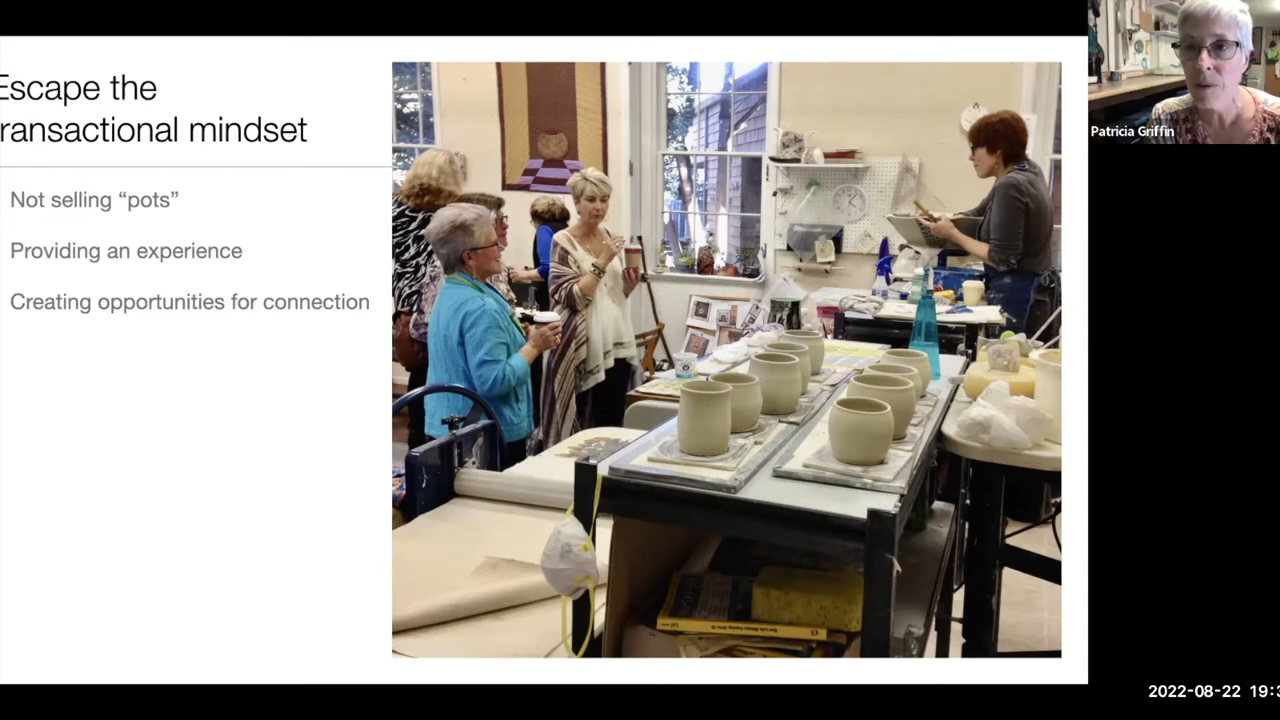 Escape the
ransactional mindset
Not selling “pots”
Providing an experience
Creating opportunities for connection
Patricia Griffin
2022-08-22 19:3